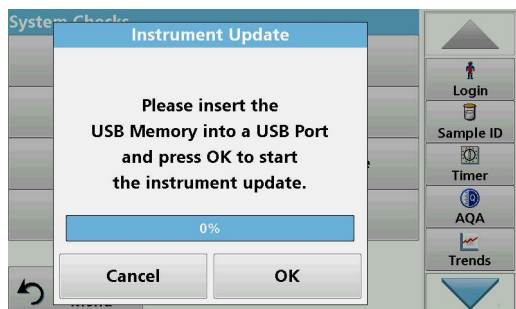 System Checks
Instrument Update
Please insert the
USB Memory into a USB Port
and press OK to start
the instrument update.
0%
Cancel
OK
Menu
Login
Sample ID
Timer
AQA
Trends